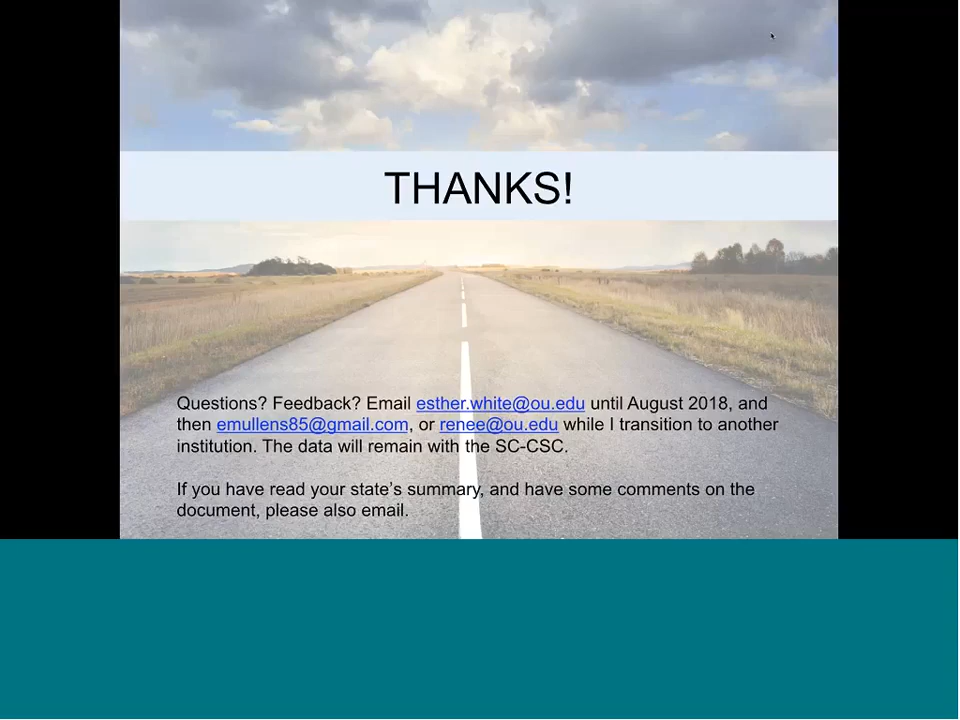 THANKS!
Questions? Feedback? Email esther.white@ou.edu until August 2018, and
then emullens85@gmail.com, or renee@ou.edu while I transition to another
institution. The data will remain with the SC-CSC.
If you have read your state’s summary, and have some comments on the
document, please also email.